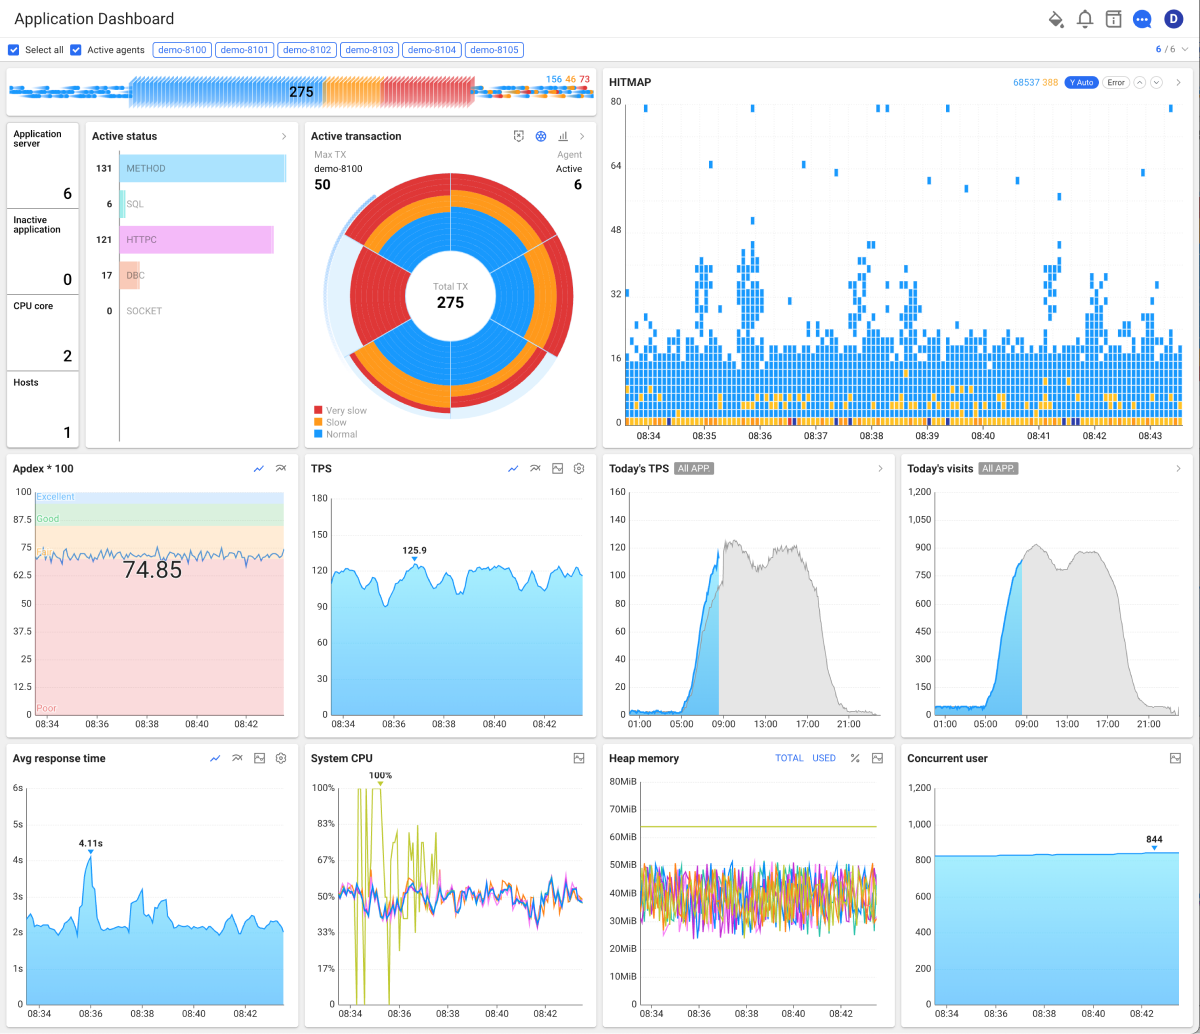 Application Dashboard
D
Select all
Active agents
demo-8100
demo-8101
demo-8102
demo-8103
demo-8104
demo-8105
6 / 6
275
156 46 73
Application server
6
Inactive application
0
CPU core
2
Hosts
1
Active status
131 METHOD
6 SQL
121 HTTPC
17 DBC
0 SOCKET
Active transaction
Max TX
demo-8100
50
Agent
Active
6
Total TX
275
Very slow
Slow
Normal
HITMAP
68537 388
Y Auto
Error
80
64
48
32
16
0
08:34 08:35 08:36 08:37 08:38 08:39 08:40 08:41 08:42 08:43
Apdex * 100
100
87.5
75
62.5
50
37.5
25
12.5
0
Excellent
Good
Fair
74.85
Poor
08:34 08:36 08:38 08:40 08:42
TPS
180
150
120
90
60
30
0
125.9
08:34 08:36 08:38 08:40 08:42
Today's TPS All APP.
160
140
120
100
80
60
40
20
0
01:00 05:00 09:00 13:00 17:00 21:00
Today's visits All APP.
1,200
1,050
900
750
600
450
300
150
0
01:00 05:00 09:00 13:00 17:00 21:00
Avg response time
6s
5s
4s
3s
2s
1s
0
4.11s
08:34 08:36 08:38 08:40 08:42
System CPU
100%
100%
83%
67%
50%
33%
17%
0
08:34 08:36 08:38 08:40 08:42
Heap memory
TOTAL USED
80MiB
70MiB
60MiB
50MiB
40MiB
30MiB
20MiB
10MiB
0
08:34 08:36 08:38 08:40 08:42
Concurrent user
1,200
1,000
800
600
400
200
0
844
08:34 08:36 08:38 08:40 08:42